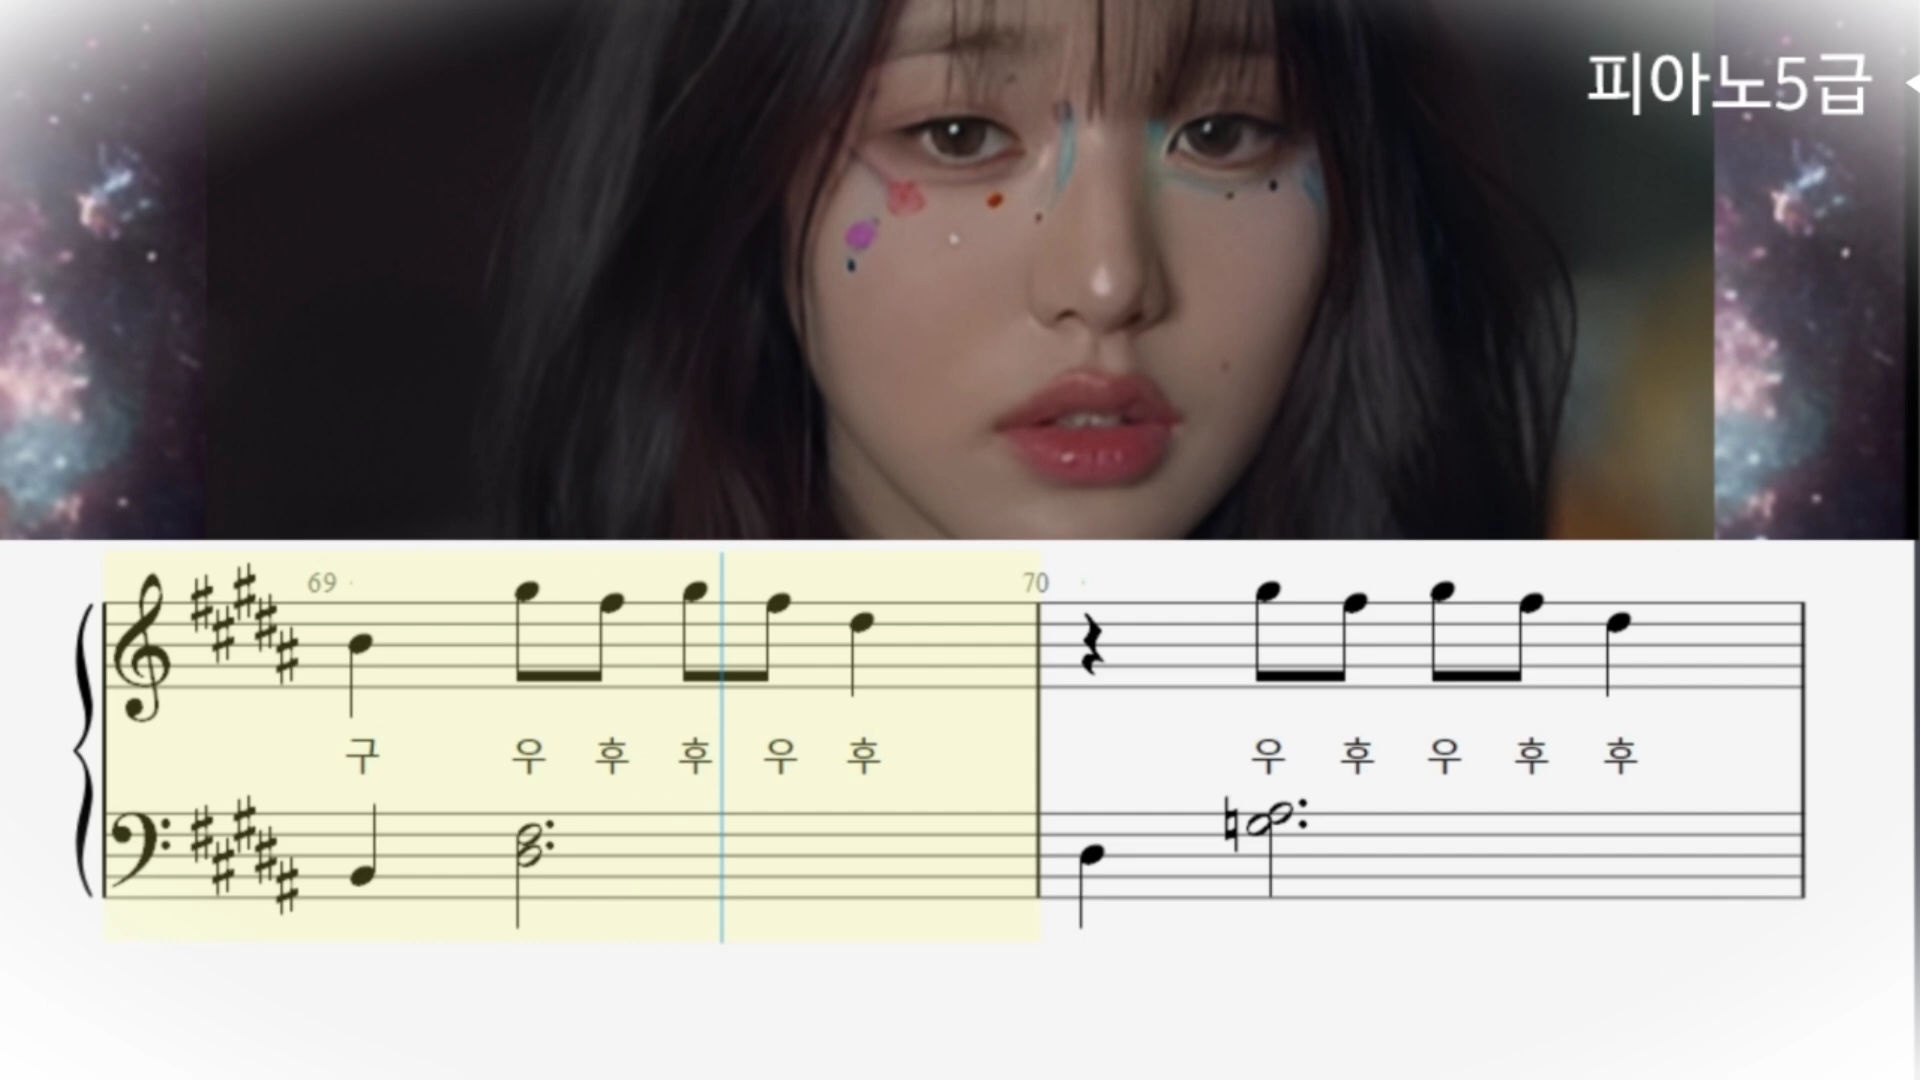 피아노5급
69
70
구 우 후 후 우 후 우 후 우 후 후